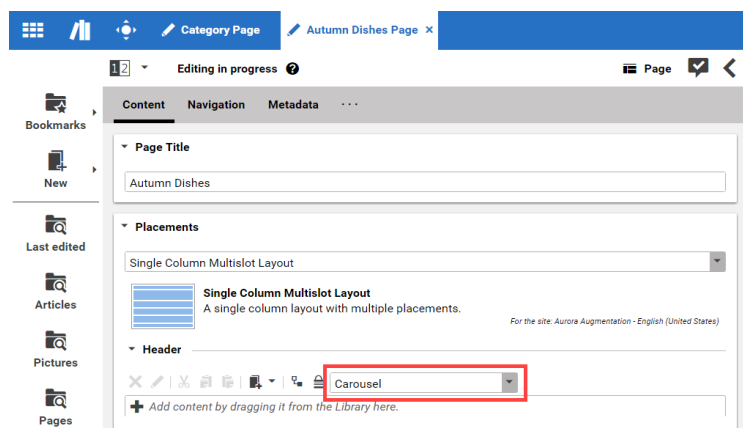 Category Page
Autumn Dishes Page ×
12 Editing in progress ?
Page
Bookmarks
New
Last edited
Articles
Pictures
Pages
Content Navigation Metadata ···
Page Title
Autumn Dishes
Placements
Single Column Multislot Layout
Single Column Multislot Layout
A single column layout with multiple placements.
For the site: Aurora Augmentation - English (United States)
Header
Carousel
Add content by dragging it from the Library here.